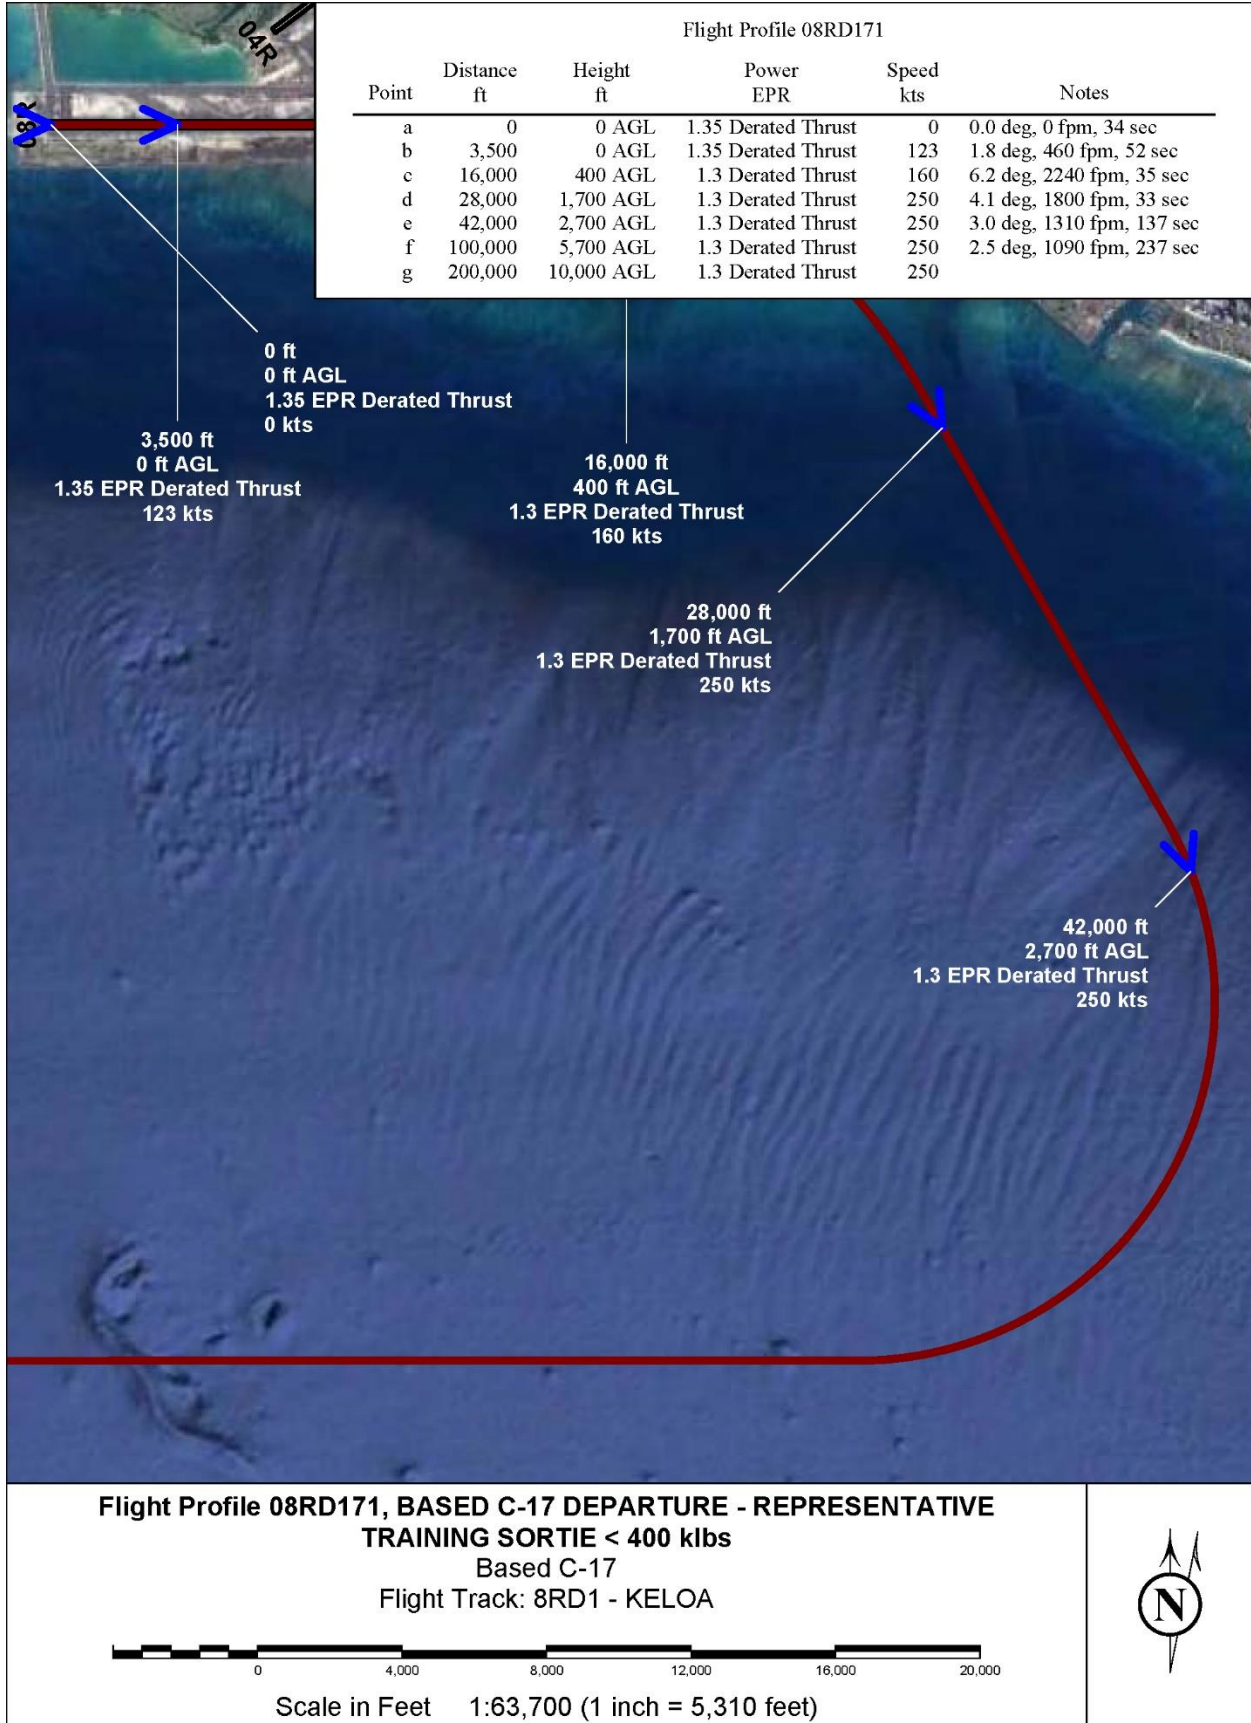 04R
08R
Flight Profile 08RD171
Point Distance ft Height ft Power EPR Speed kts Notes
a 0 0 AGL 1.35 Derated Thrust 0 0.0 deg, 0 fpm, 34 sec
b 3,500 0 AGL 1.35 Derated Thrust 123 1.8 deg, 460 fpm, 52 sec
c 16,000 400 AGL 1.3 Derated Thrust 160 6.2 deg, 2240 fpm, 35 sec
d 28,000 1,700 AGL 1.3 Derated Thrust 250 4.1 deg, 1800 fpm, 33 sec
e 42,000 2,700 AGL 1.3 Derated Thrust 250 3.0 deg, 1310 fpm, 137 sec
f 100,000 5,700 AGL 1.3 Derated Thrust 250 2.5 deg, 1090 fpm, 237 sec
g 200,000 10,000 AGL 1.3 Derated Thrust 250
0 ft
0 ft AGL
1.35 EPR Derated Thrust
0 kts
3,500 ft
0 ft AGL
1.35 EPR Derated Thrust
123 kts
16,000 ft
400 ft AGL
1.3 EPR Derated Thrust
160 kts
28,000 ft
1,700 ft AGL
1.3 EPR Derated Thrust
250 kts
42,000 ft
2,700 ft AGL
1.3 EPR Derated Thrust
250 kts
Flight Profile 08RD171, BASED C-17 DEPARTURE - REPRESENTATIVE
TRAINING SORTIE < 400 klbs
Based C-17
Flight Track: 8RD1 - KELOA
0 4,000 8,000 12,000 16,000 20,000
Scale in Feet 1:63,700 (1 inch = 5,310 feet)
N